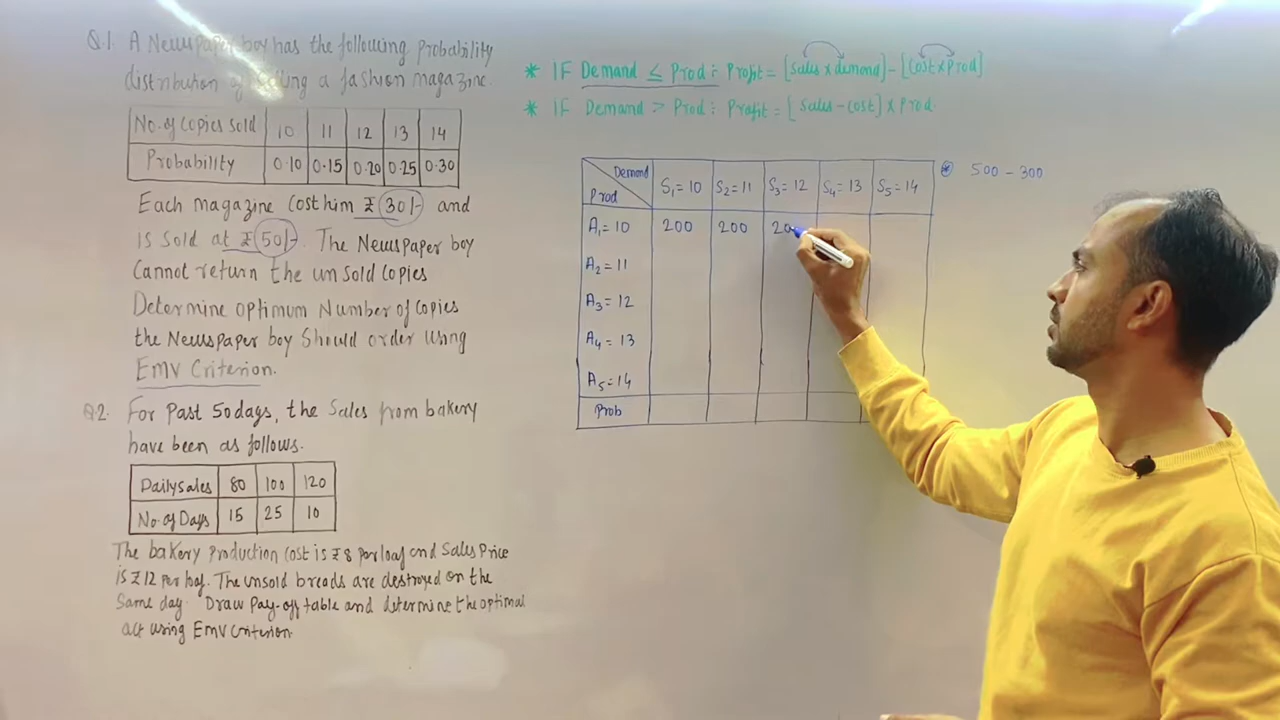 Q.1. A Newspaper boy has the following probability
distribution of selling a fashion magazine.
No. of Copies sold 10 11 12 13 14
Probability 0.10 0.15 0.20 0.25 0.30
Each magazine Cost him ₹ 30/- and
is sold at ₹ 50/-. The Newspaper boy
Cannot return the unsold copies
Determine optimum Number of copies
the Newspaper boy Should order Using
EMV Criterion.
Q.2. For Past 50 days, the Sales from bakery
have been as follows.
Daily sales 80 100 120
No. of Days 15 25 10
The bakery production cost is ₹ 8 per loaf and Sales Price
is ₹ 12 per loaf. The unsold breads are destroyed on the
Same day. Draw Pay-off table and determine the optimal
act using EMV Criterion.
* IF Demand ≤ Prod : Profit = [Sales × demand] - [Cost × Prod]
* IF Demand > Prod : Profit = [Sales - Cost] × Prod.
Demand
Prod S1 = 10 S2 = 11 S3 = 12 S4 = 13 S5 = 14
A1 = 10 200 200 20
A2 = 11
A3 = 12
A4 = 13
A5 = 14
Prob
* 500 - 300